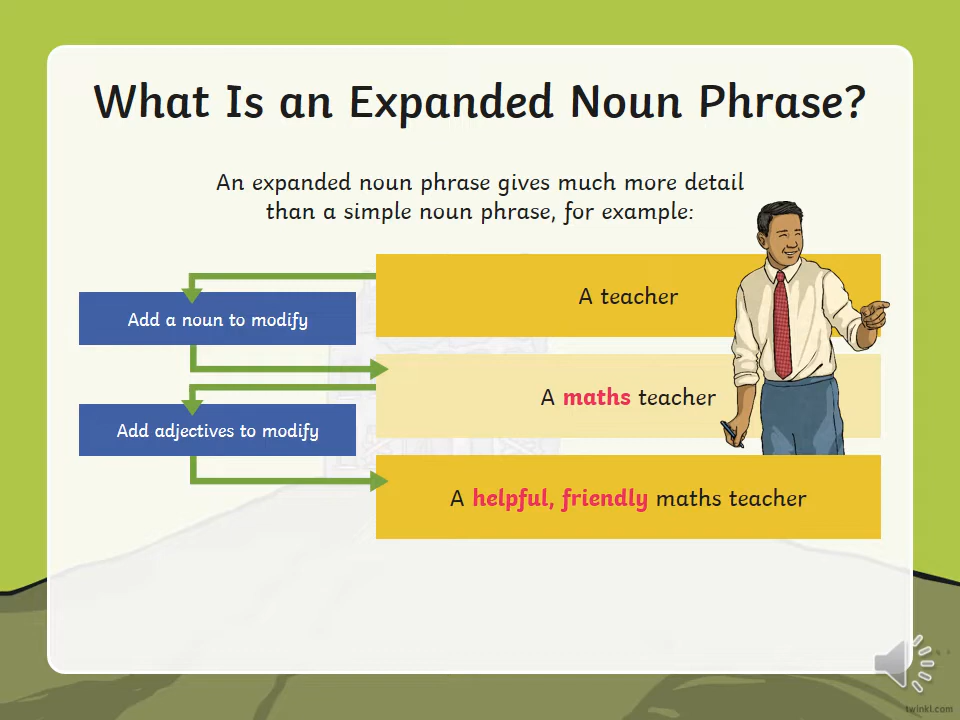 What Is an Expanded Noun Phrase?
An expanded noun phrase gives much more detail
than a simple noun phrase, for example:
A teacher
Add a noun to modify
A maths teacher
Add adjectives to modify
A helpful, friendly maths teacher
twinkl.com